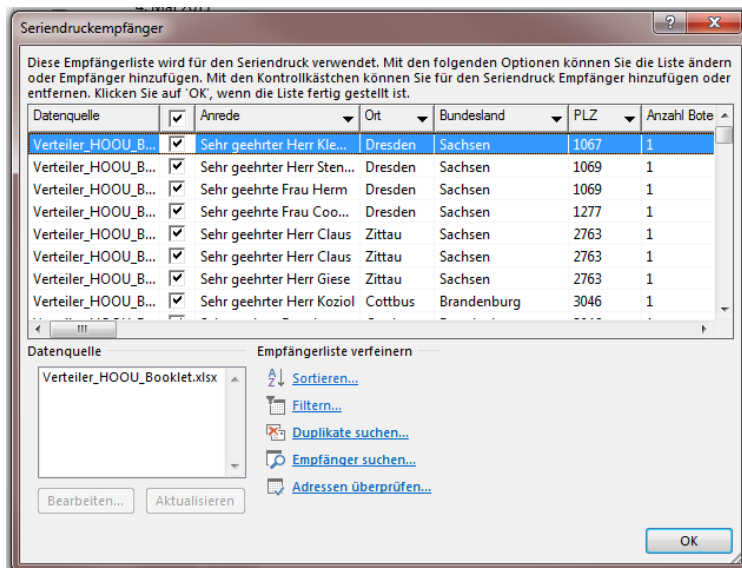 Seriendruckempfänger
Diese Empfängerliste wird für den Seriendruck verwendet. Mit den folgenden Optionen können Sie die Liste ändern
oder Empfänger hinzufügen. Mit den Kontrollkästchen können Sie für den Seriendruck Empfänger hinzufügen oder
entfernen. Klicken Sie auf 'OK', wenn die Liste fertig gestellt ist.
Datenquelle Anrede Ort Bundesland PLZ Anzahl Bote
Verteiler_HOOU_B... Sehr geehrter Herr Kle... Dresden Sachsen 1067 1
Verteiler_HOOU_B... Sehr geehrter Herr Sten... Dresden Sachsen 1069 1
Verteiler_HOOU_B... Sehr geehrte Frau Herm Dresden Sachsen 1069 1
Verteiler_HOOU_B... Sehr geehrte Frau Coo... Dresden Sachsen 1277 1
Verteiler_HOOU_B... Sehr geehrter Herr Claus Zittau Sachsen 2763 1
Verteiler_HOOU_B... Sehr geehrter Herr Claus Zittau Sachsen 2763 1
Verteiler_HOOU_B... Sehr geehrter Herr Giese Zittau Sachsen 2763 1
Verteiler_HOOU_B... Sehr geehrter Herr Koziol Cottbus Brandenburg 3046 1
Datenquelle Empfängerliste verfeinern
Verteiler_HOOU_Booklet.xlsx
Sortieren...
Filtern...
Duplikate suchen...
Empfänger suchen...
Adressen überprüfen...
Bearbeiten... Aktualisieren
OK